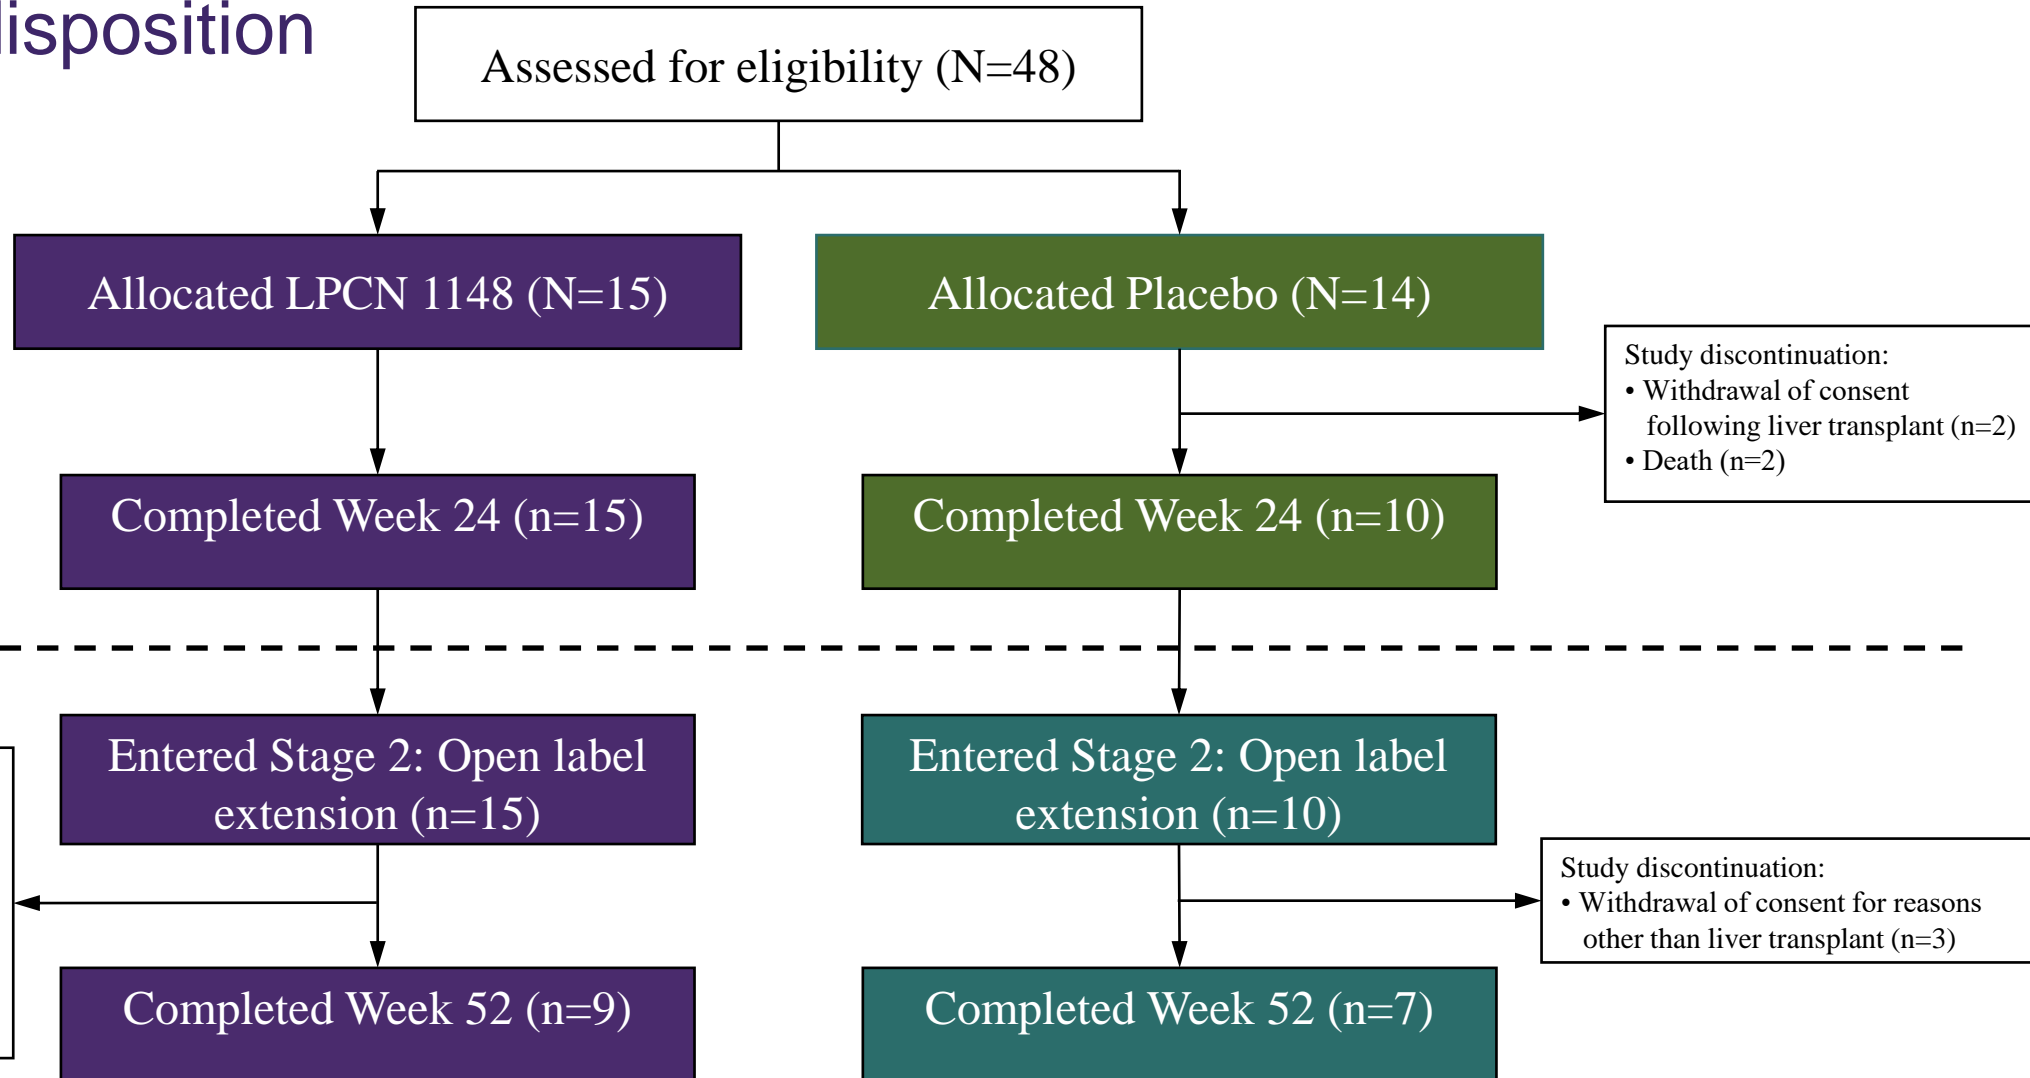 disposition
Assessed for eligibility (N=48)
Allocated LPCN 1148 (N=15)
Allocated Placebo (N=14)
Study discontinuation:
• Withdrawal of consent
following liver transplant (n=2)
• Death (n=2)
Completed Week 24 (n=15)
Completed Week 24 (n=10)
Entered Stage 2: Open label
extension (n=15)
Entered Stage 2: Open label
extension (n=10)
Study discontinuation:
• Withdrawal of consent for reasons
other than liver transplant (n=3)
Completed Week 52 (n=9)
Completed Week 52 (n=7)